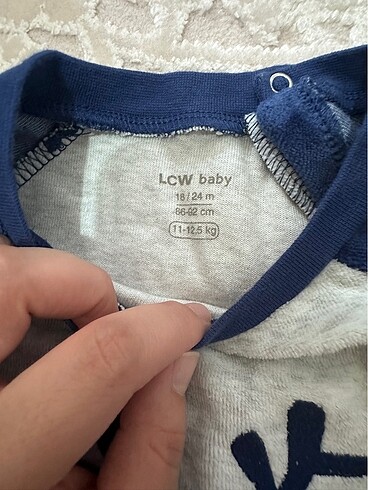 LCW baby
18/24 m
86-92 cm
11-12,5 kg